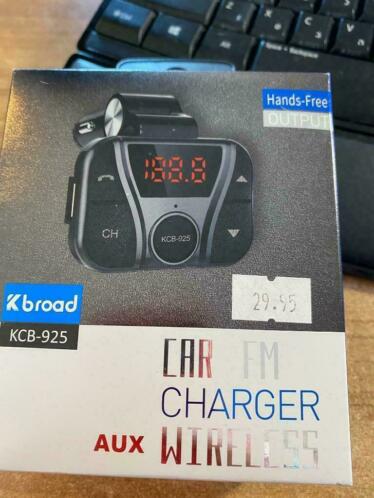 Hands-Free
OUTPUT
188.8
CH
KCB-925
29.95
Kbroad
KCB-925
CAR FM
CHARGER
AUX WIRELESS